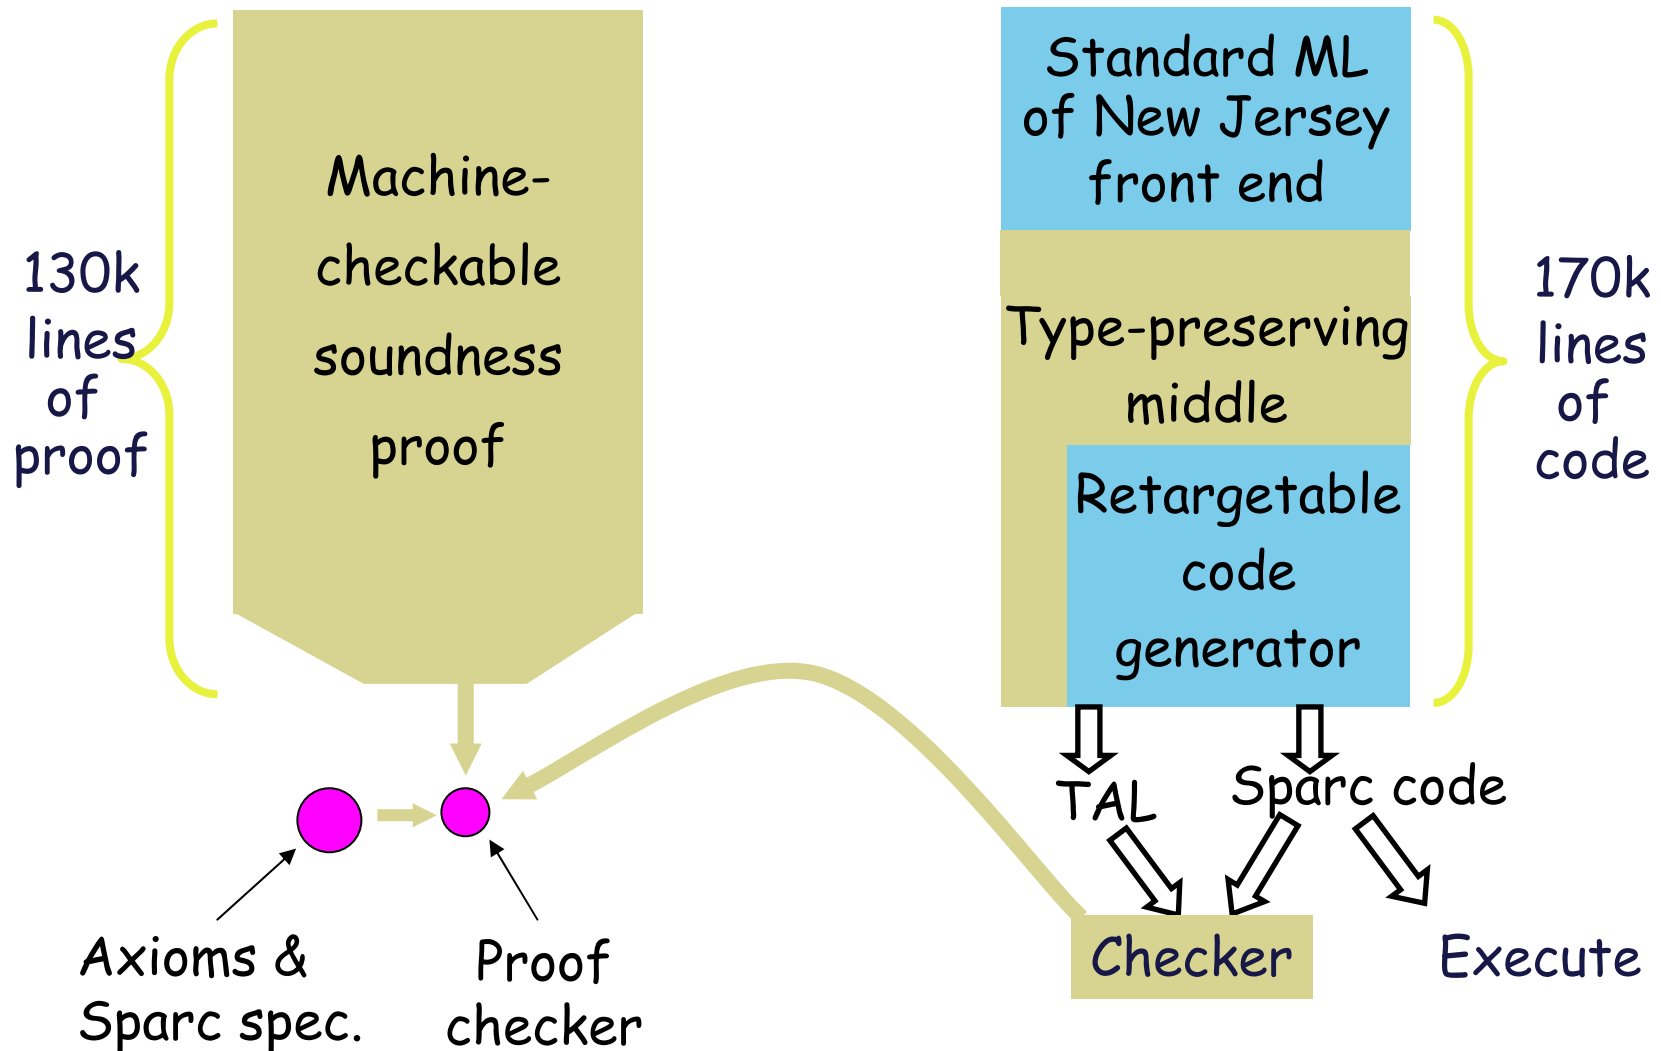 130k
lines
of
proof
Machine-
checkable
soundness
proof
Standard ML
of New Jersey
front end
Type-preserving
middle
Retargetable
code
generator
170k
lines
of
code
TAL
Sparc code
Axioms &
Sparc spec.
Proof
checker
Checker
Execute